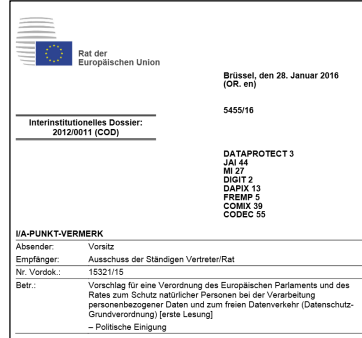 Rat der
Europäischen Union
Brüssel, den 28. Januar 2016
(OR. en)
5455/16
Interinstitutionelles Dossier:
2012/0011 (COD)
DATAPROTECT 3
JAI 44
MI 27
DIGIT 2
DAPIX 13
FREMP 5
COMIX 39
CODEC 55
I/A-PUNKT-VERMERK
Absender: Vorsitz
Empfänger: Ausschuss der Ständigen Vertreter/Rat
Nr. Vordok.: 15321/15
Betr.: Vorschlag für eine Verordnung des Europäischen Parlaments und des
Rates zum Schutz natürlicher Personen bei der Verarbeitung
personenbezogener Daten und zum freien Datenverkehr (Datenschutz-
Grundverordnung) [erste Lesung]
– Politische Einigung